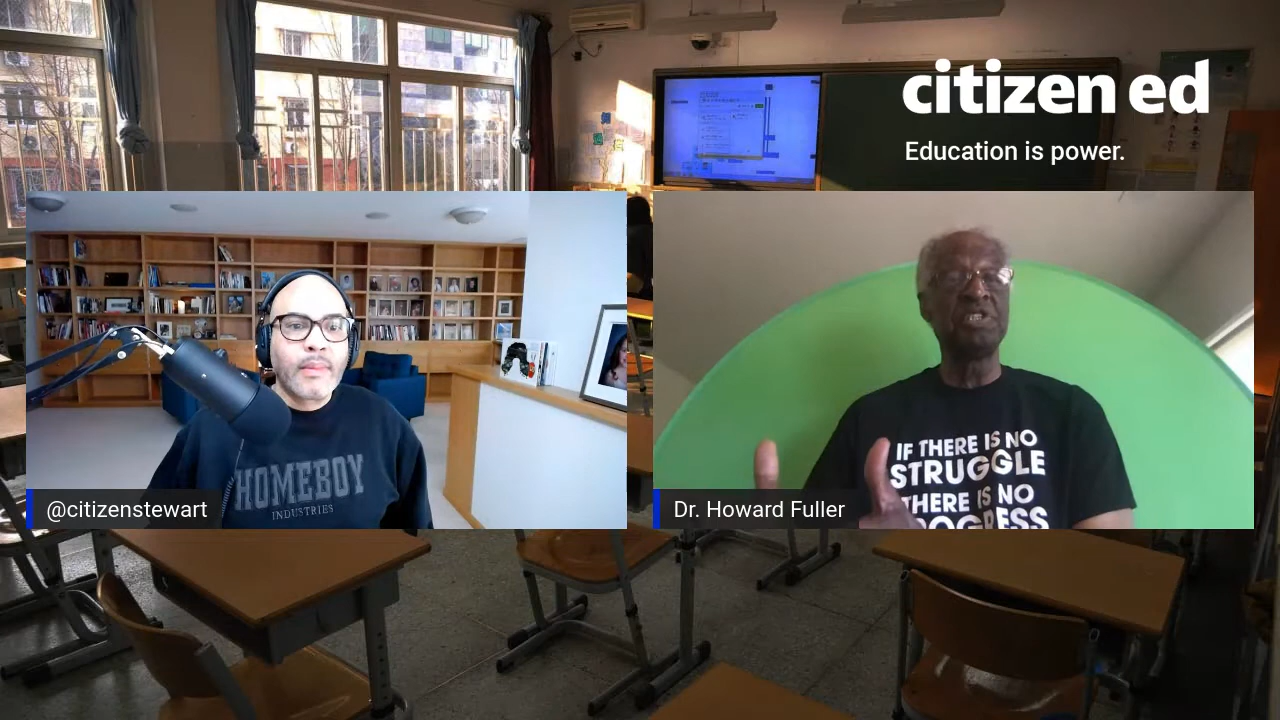 citizen ed
Education is power.
HOMEBOY
INDUSTRIES
@citizenstewart
IF THERE IS NO
STRUGGLE
THERE IS NO
PROGRESS
Dr. Howard Fuller